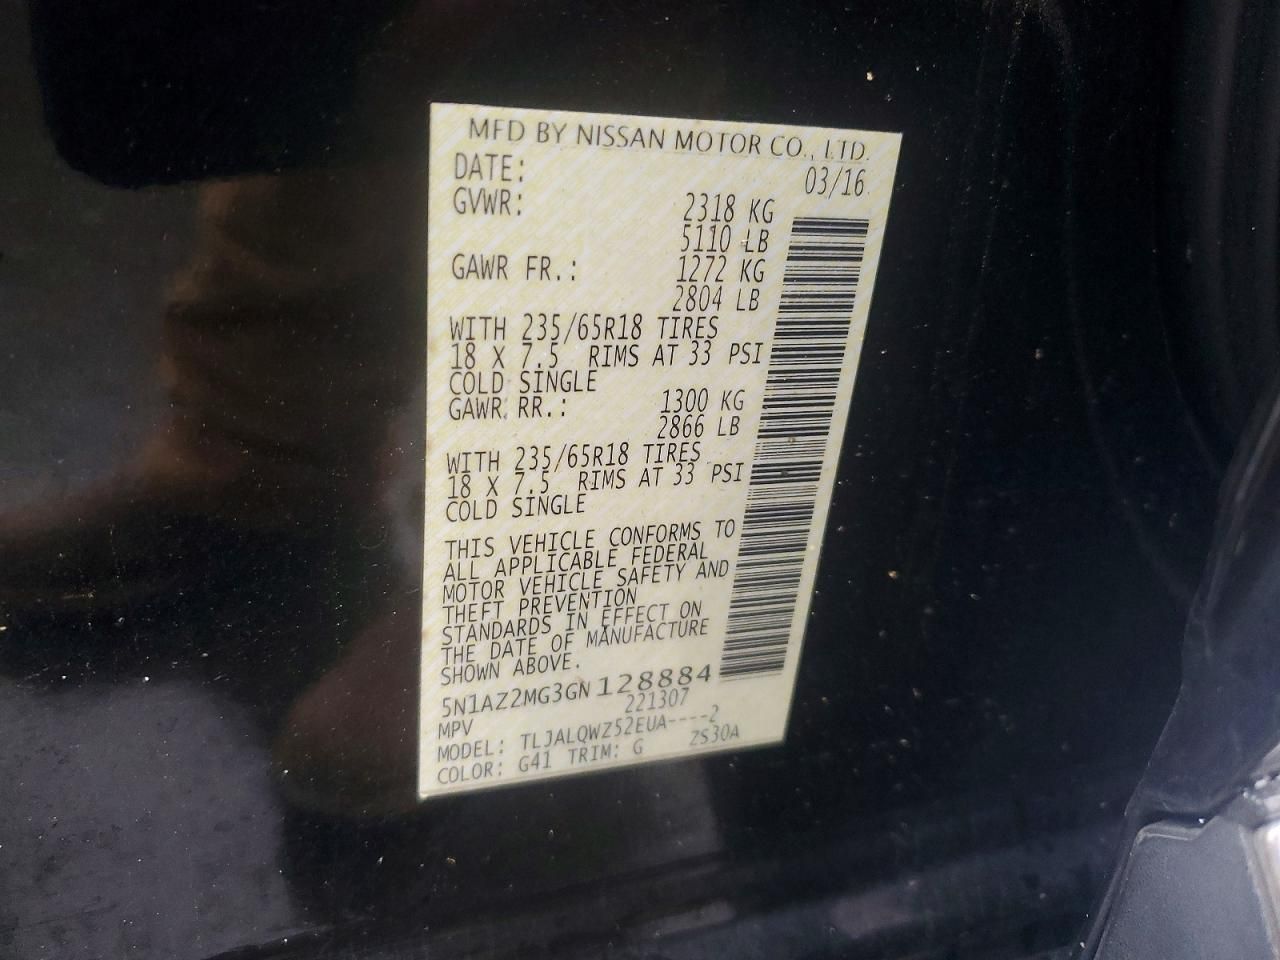 MFD BY NISSAN MOTOR CO., LTD.
DATE: 03/16
GVWR: 2318 KG
5110 LB
GAWR FR.: 1272 KG
2804 LB
WITH 235/65R18 TIRES
18 X 7.5 RIMS AT 33 PSI
COLD SINGLE
GAWR RR.: 1300 KG
2866 LB
WITH 235/65R18 TIRES
18 X 7.5 RIMS AT 33 PSI
COLD SINGLE
THIS VEHICLE CONFORMS TO
ALL APPLICABLE FEDERAL
MOTOR VEHICLE SAFETY AND
THEFT PREVENTION
STANDARDS IN EFFECT ON
THE DATE OF MANUFACTURE
SHOWN ABOVE.
5N1AZ2MG3GN128884
221307
MPV
MODEL: TLJALQWZ52EUA----2
COLOR: G41 TRIM: G ZS30A